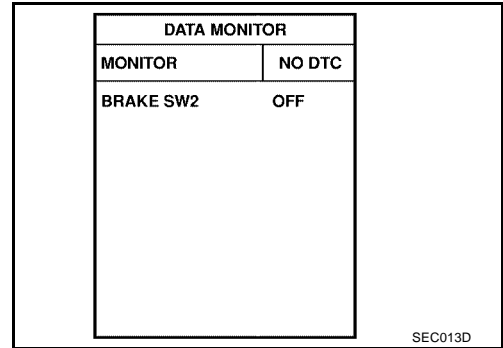 DATA MONITOR
MONITOR NO DTC
BRAKE SW2 OFF
SEC013D